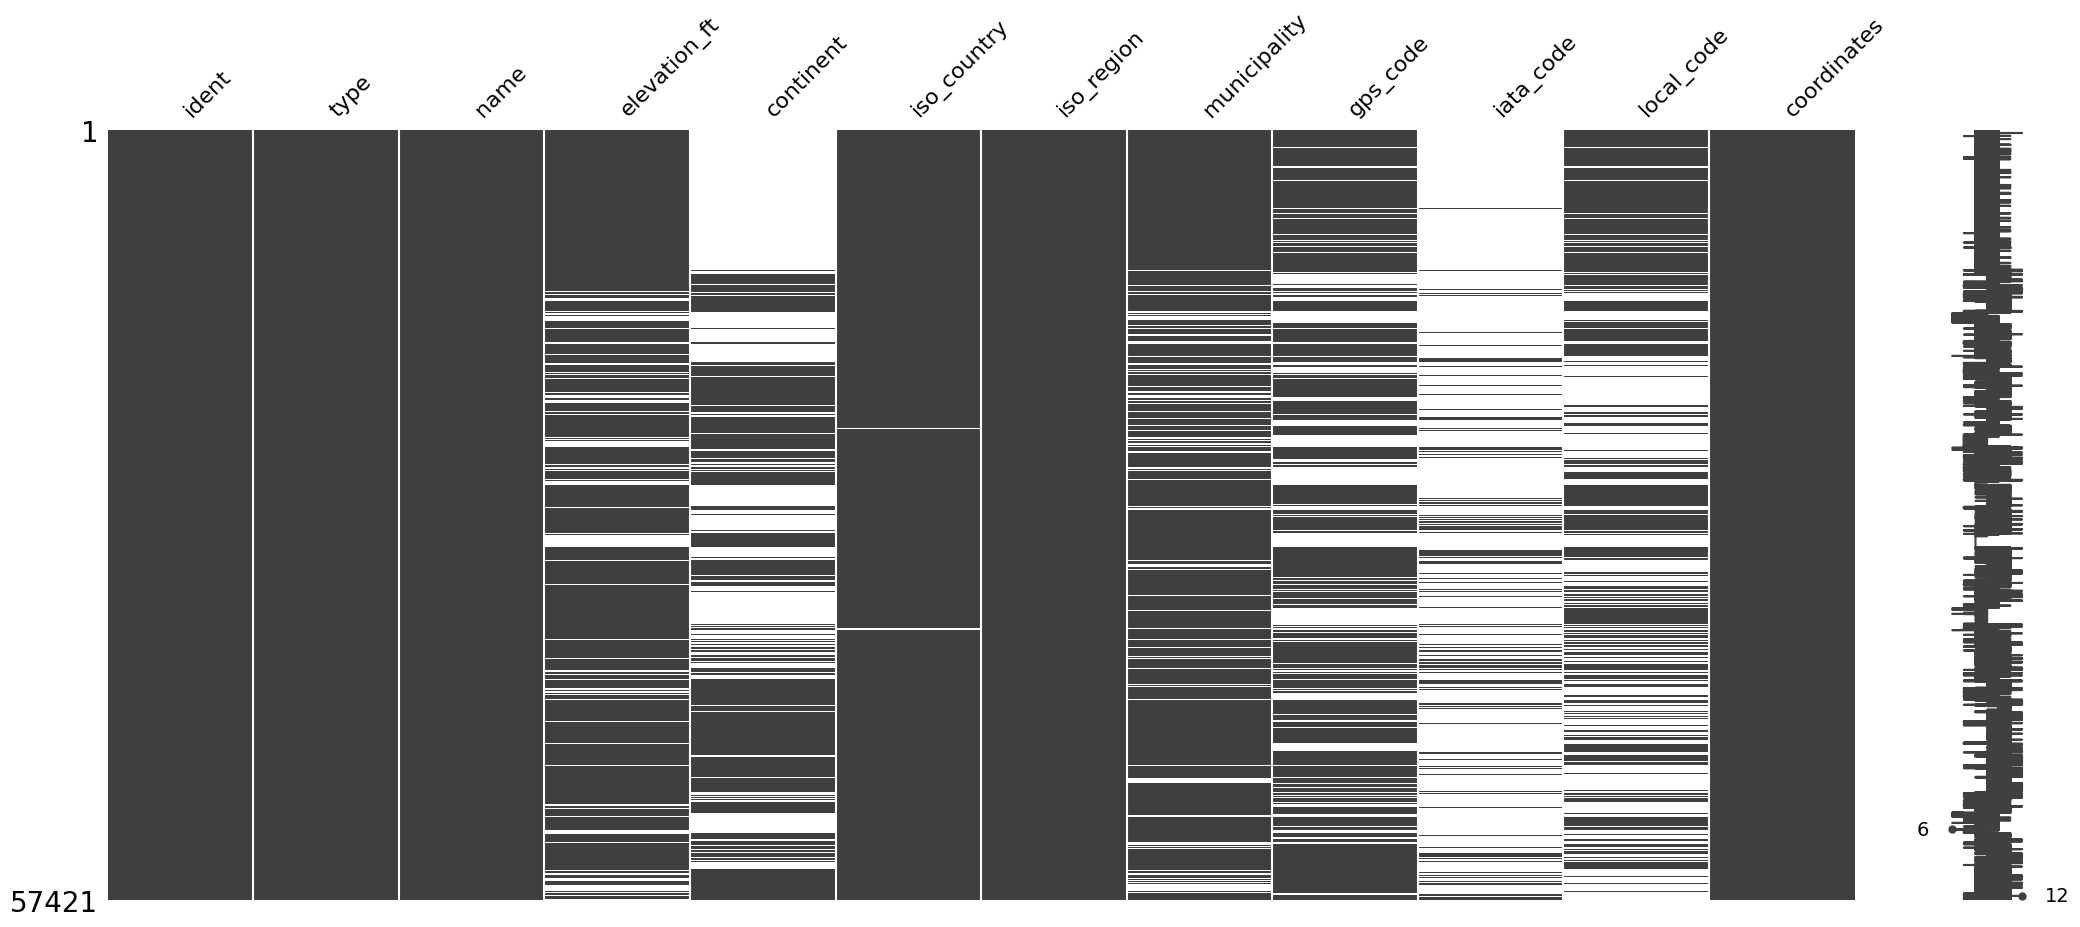 ident
type
name
elevation_ft
continent
iso_country
iso_region
municipality
gps_code
iata_code
local_code
coordinates
1
57421
6
12